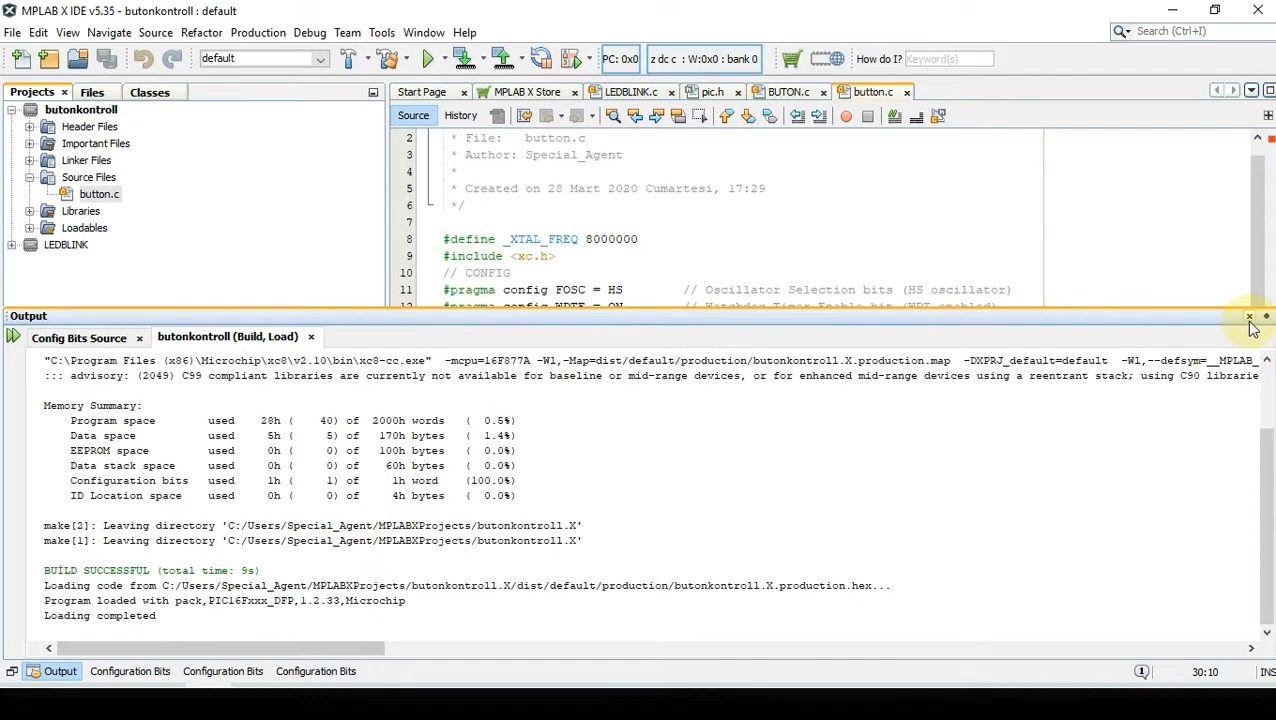 MPLAB X IDE v5.35 - butonkontroll : default
File Edit View Navigate Source Refactor Production Debug Team Tools Window Help
Search (Ctrl+I)
default
PC: 0x0
z dc c : W:0x0 : bank 0
How do I?
Keyword(s)
Projects
Files
Classes
butonkontroll
Header Files
Important Files
Linker Files
Source Files
button.c
Libraries
Loadables
LEDBLINK
Start Page
MPLAB X Store
LEDBLINK.c
pic.h
BUTON.c
button.c
Source
History
2 * File: button.c
3 * Author: Special_Agent
4 *
5 * Created on 28 Mart 2020 Cumartesi, 17:29
6 */
7
8 #define _XTAL_FREQ 8000000
9 #include <xc.h>
10 // CONFIG
11 #pragma config FOSC = HS // Oscillator Selection bits (HS oscillator)
12 #pragma config WDTE = ON // Watchdog Timer Enable bit (WDT enabled)
Output
Config Bits Source
butonkontroll (Build, Load)
"C:\Program Files (x86)\Microchip\xc8\v2.10\bin\xc8-cc.exe" -mcpu=16F877A -Wl,-Map=dist/default/production/butonkontroll.X.production.map -DXPRJ_default=default -Wl,--defsym=__MPLAB_
::: advisory: (2049) C99 compliant libraries are currently not available for baseline or mid-range devices, or for enhanced mid-range devices using a reentrant stack; using C90 librarie
Memory Summary:
Program space used 28h ( 40) of 2000h words ( 0.5%)
Data space used 5h ( 5) of 170h bytes ( 1.4%)
EEPROM space used 0h ( 0) of 100h bytes ( 0.0%)
Data stack space used 0h ( 0) of 60h bytes ( 0.0%)
Configuration bits used 1h ( 1) of 1h word (100.0%)
ID Location space used 0h ( 0) of 4h bytes ( 0.0%)
make[2]: Leaving directory 'C:/Users/Special_Agent/MPLABXProjects/butonkontroll.X'
make[1]: Leaving directory 'C:/Users/Special_Agent/MPLABXProjects/butonkontroll.X'
BUİLD SUCCESSFUL (total time: 9s)
Loading code from C:/Users/Special_Agent/MPLABXProjects/butonkontroll.X/dist/default/production/butonkontroll.X.production.hex...
Program loaded with pack,PIC16Fxxx_DFP,1.2.33,Microchip
Loading completed
Output
Configuration Bits
Configuration Bits
Configuration Bits
1
30:10
INS